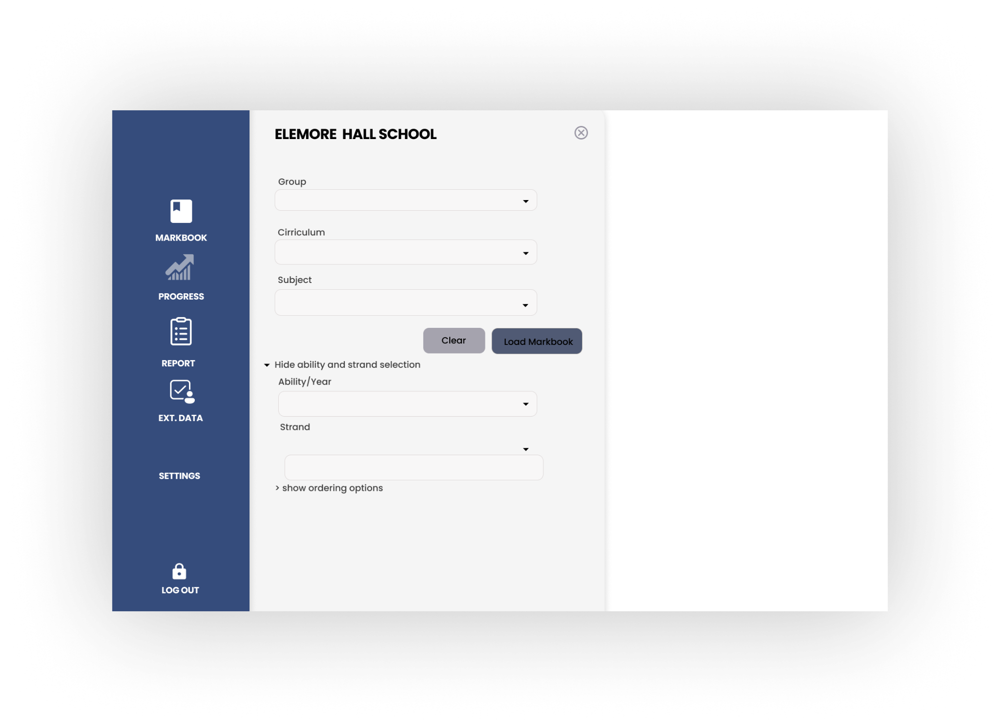 MARKBOOK
PROGRESS
REPORT
EXT. DATA
SETTINGS
LOG OUT
ELEMORE HALL SCHOOL
Group
Cirriculum
Subject
Clear
Load Markbook
Hide ability and strand selection
Ability/Year
Strand
> show ordering options